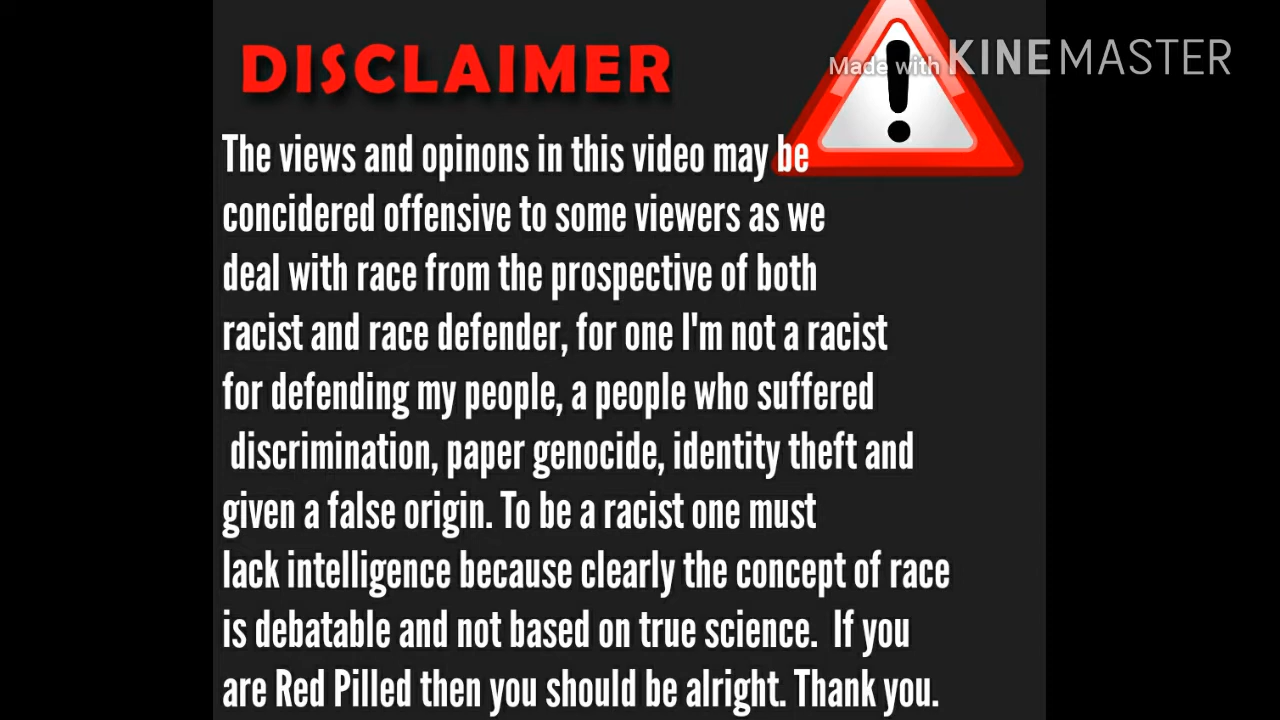 DISCLAIMER
Made with KINEMASTER
The views and opinons in this video may be
concidered offensive to some viewers as we
deal with race from the prospective of both
racist and race defender, for one I'm not a racist
for defending my people, a people who suffered
discrimination, paper genocide, identity theft and
given a false origin. To be a racist one must
lack intelligence because clearly the concept of race
is debatable and not based on true science. If you
are Red Pilled then you should be alright. Thank you.